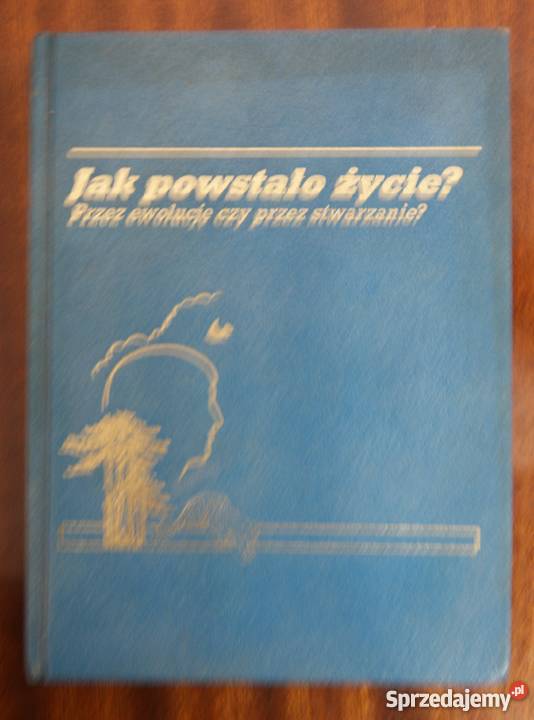 Jak powstało życie?
Przez ewolucję czy przez stwarzanie?
Sprzedajemy.pl